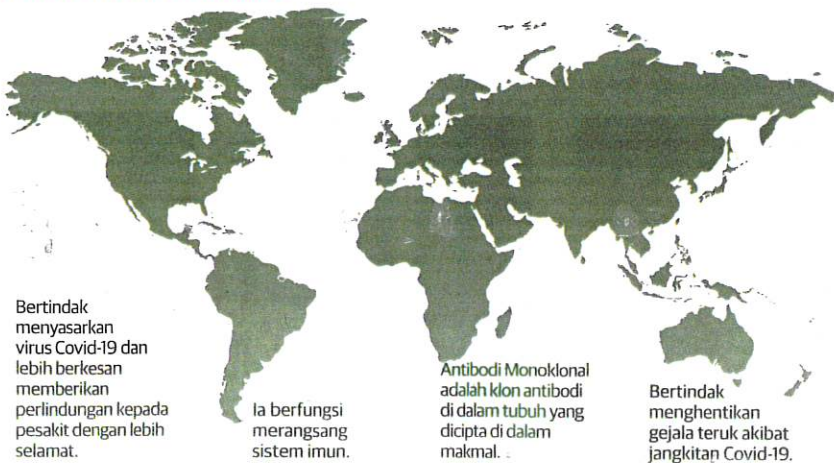 Bertindak
menyasarkan
virus Covid-19 dan
lebih berkesan
memberikan
perlindungan kepada
pesakit dengan lebih
selamat.
Ia berfungsi
merangsang
sistem imun.
Antibodi Monoklonal
adalah klon antibodi
di dalam tubuh yang
dicipta di dalam
makmal.
Bertindak
menghentikan
gejala teruk akibat
jangkitan Covid-19.